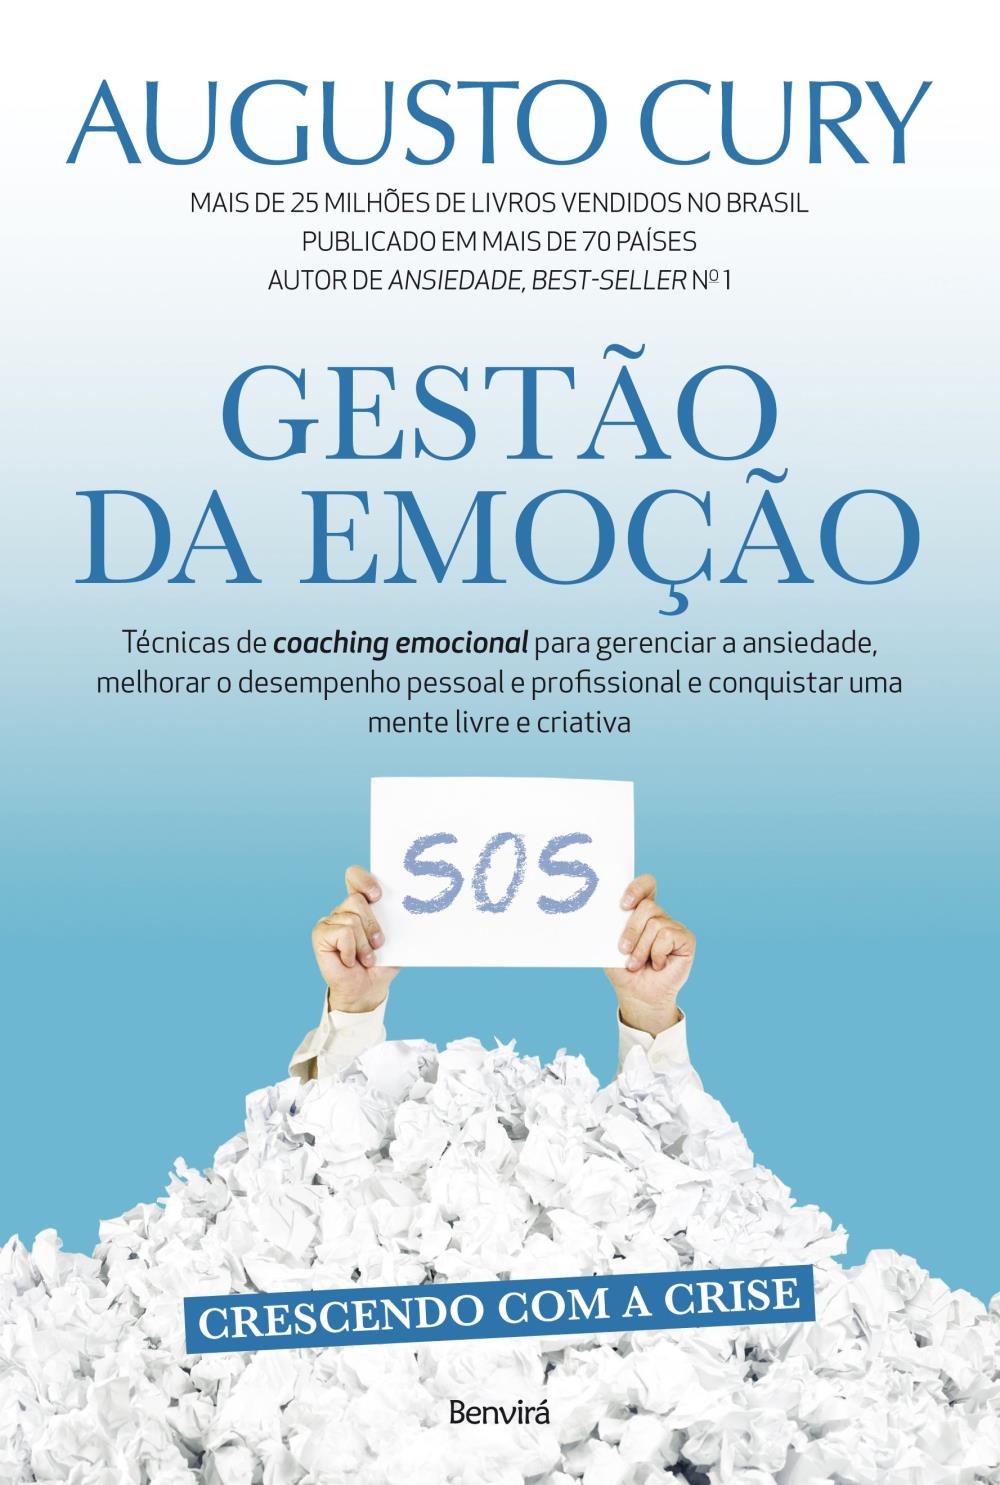 AUGUSTO CURY
MAIS DE 25 MILHÕES DE LIVROS VENDIDOS NO BRASIL
PUBLICADO EM MAIS DE 70 PAÍSES
AUTOR DE ANSIEDADE, BEST-SELLER Nº 1
GESTÃO
DA EMOÇÃO
Técnicas de coaching emocional para gerenciar a ansiedade,
melhorar o desempenho pessoal e profissional e conquistar uma
mente livre e criativa
SOS
CRESCENDO COM A CRISE
Benvirá